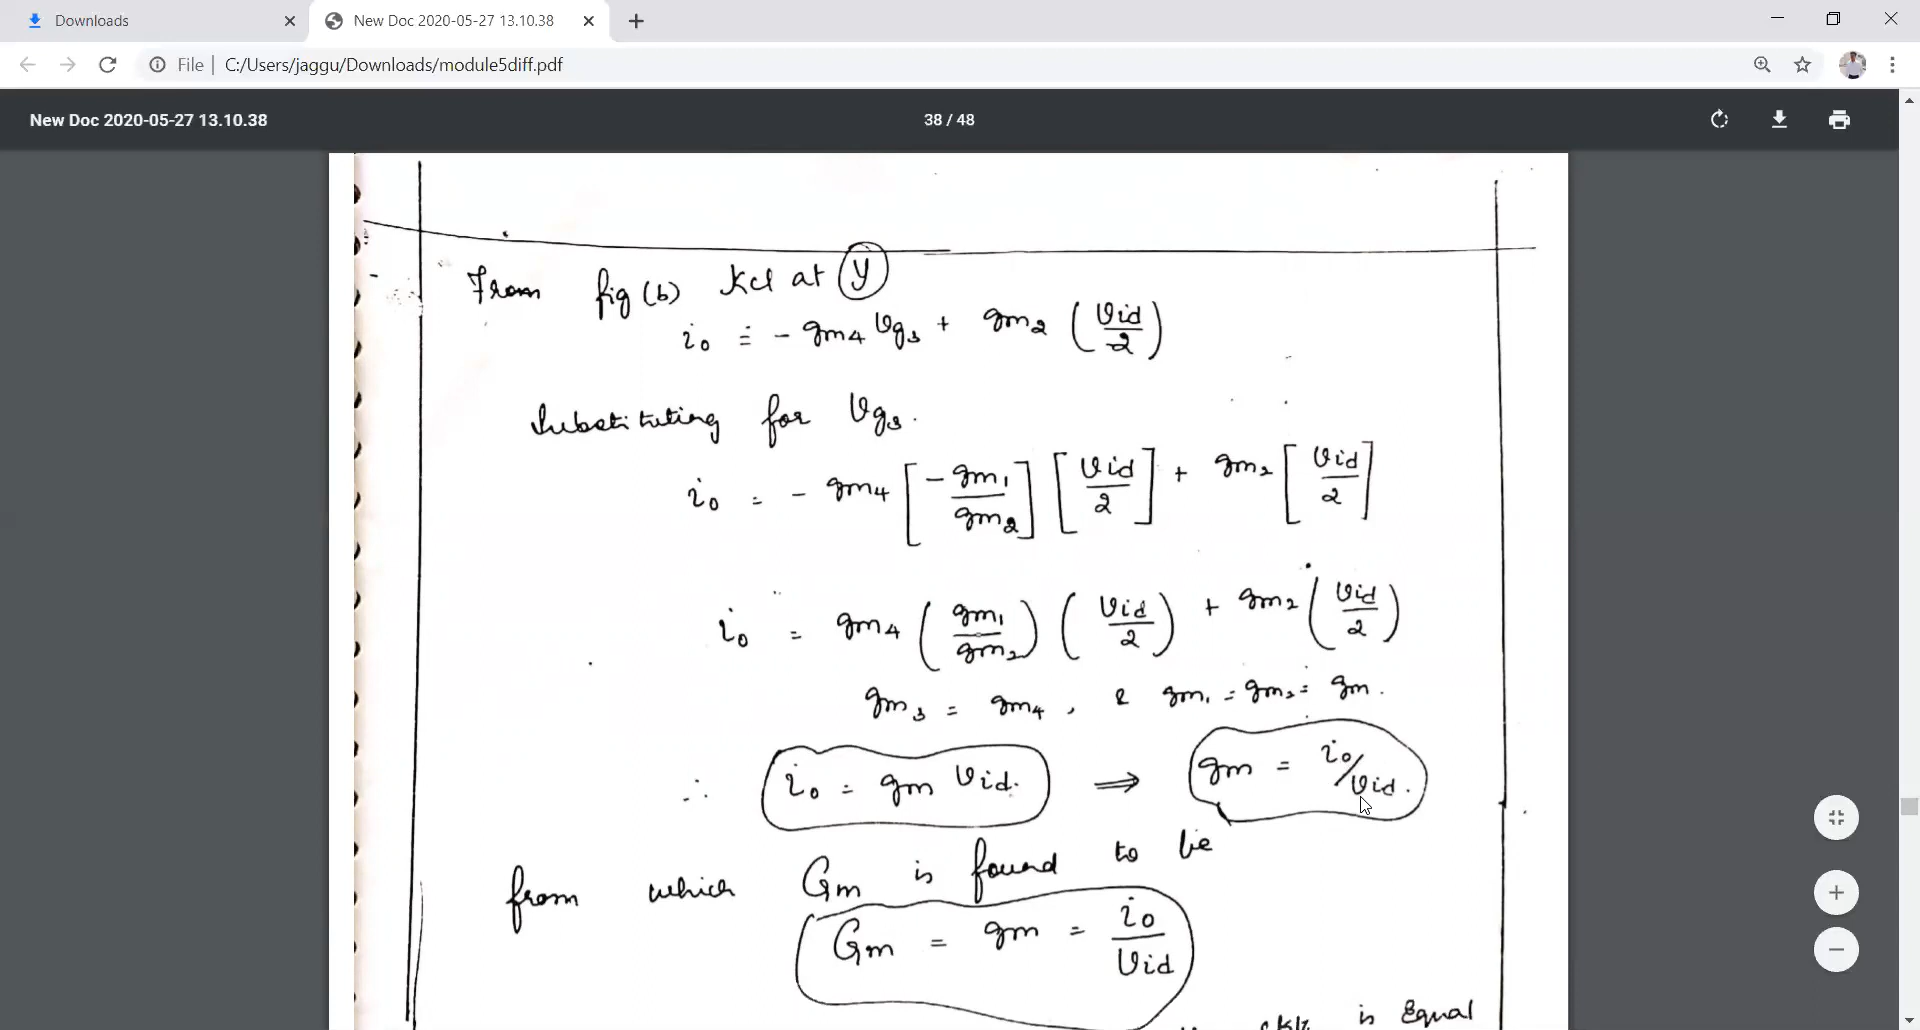 Downloads
New Doc 2020-05-27 13.10.38
File | C:/Users/jaggu/Downloads/module5diff.pdf
New Doc 2020-05-27 13.10.38
38 / 48
From fig (b) Kcl at (y)
i₀ = - gm₄ Vg₃ + gm₂ (Vid/2)
Substituting for Vg₃.
i₀ = - gm₄ [-gm₁/gm₂] [Vid/2] + gm₂ [Vid/2]
i₀ = gm₄ (gm₁/gm₂) (Vid/2) + gm₂ (Vid/2)
gm₃ = gm₄, & gm₁ = gm₂ = gm.
∴ i₀ = gm Vid. ⟹ gm = i₀/Vid.
from which Gm is found to be
Gm = gm = i₀/Vid
is Equal